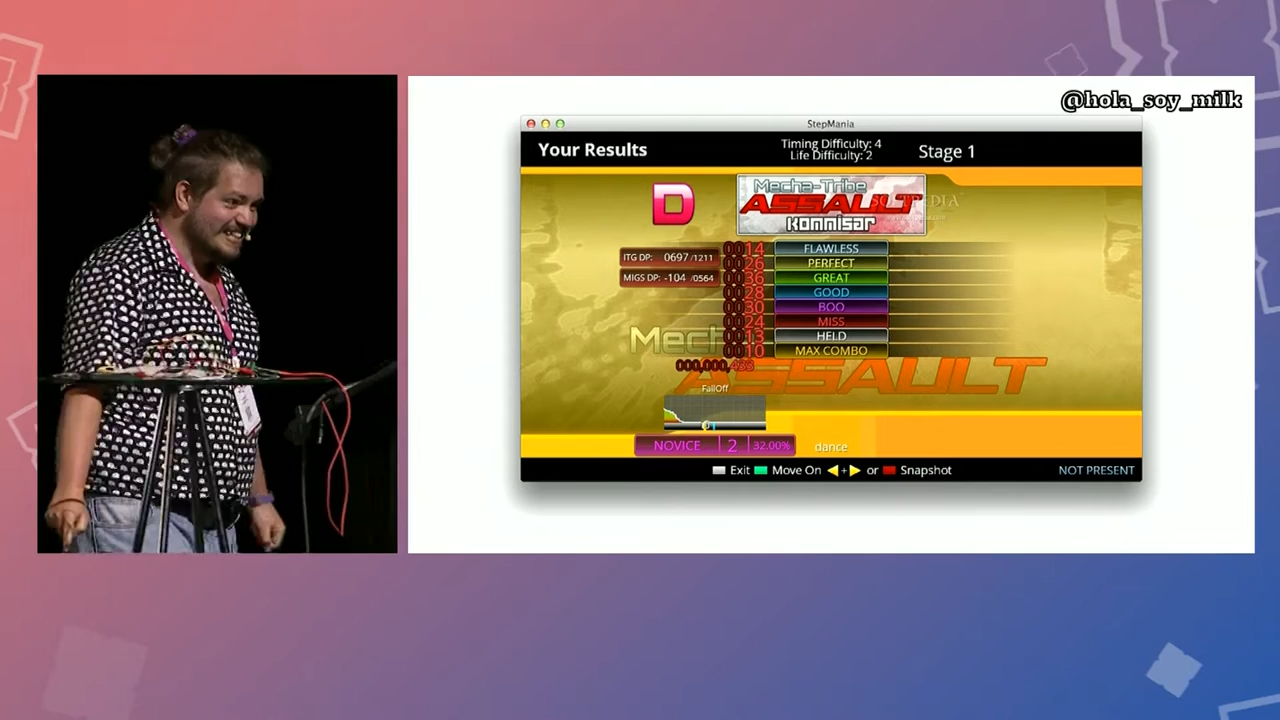 @hola_soy_milk
StepMania
Your Results
Timing Difficulty: 4
Life Difficulty: 2
Stage 1
D
Mecha-Tribe
ASSAULT
Kommisar
ITG DP: 0697 /1211
MIGS DP: -104 /0564
0014 FLAWLESS
0026 PERFECT
0036 GREAT
0028 GOOD
0030 BOO
0024 MISS
0013 HELD
0010 MAX COMBO
Mech
ASSAULT
FallOff
NOVICE 2 32.00%
dance
Exit Move On + or Snapshot
NOT PRESENT